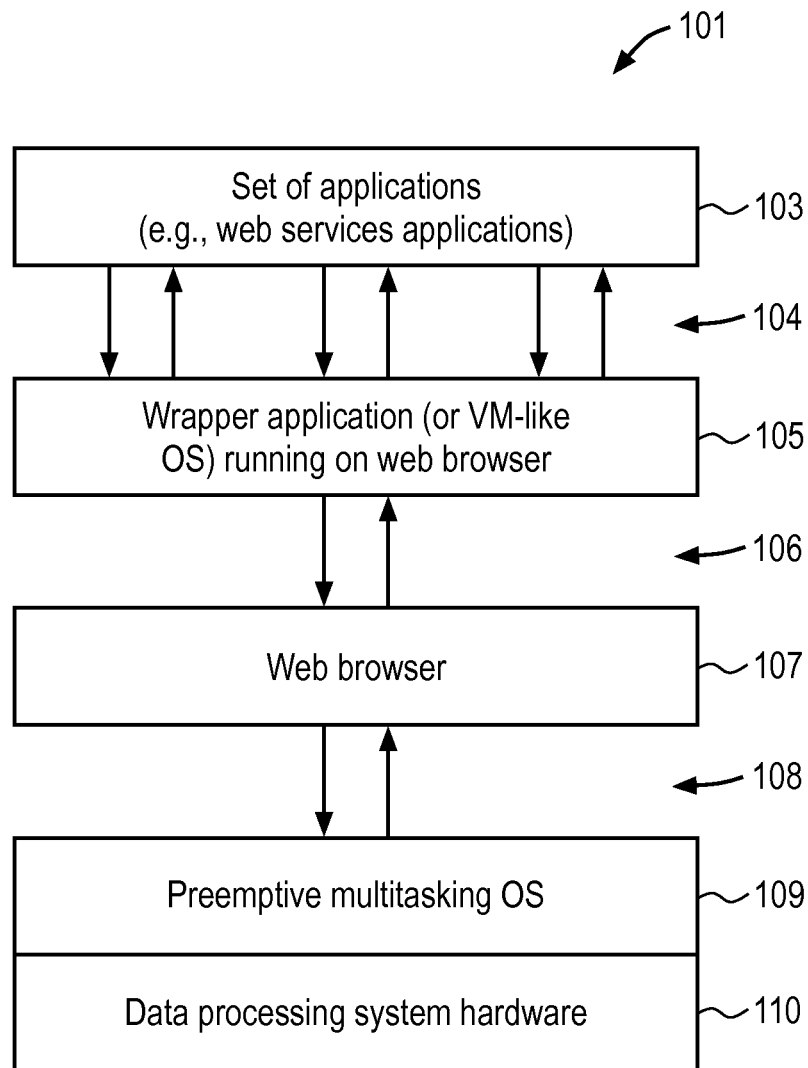 101
Set of applications
(e.g., web services applications)
103
104
Wrapper application (or VM-like
OS) running on web browser
105
106
Web browser
107
108
Preemptive multitasking OS
109
Data processing system hardware
110